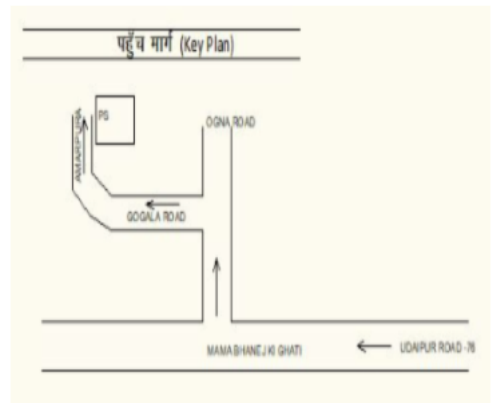 पहुँच मार्ग (Key Plan)
PS
OGNA ROAD
AMARPURA
GOGALA ROAD
MAMA BHANEJ KI GHATI
UDAIPUR ROAD -76